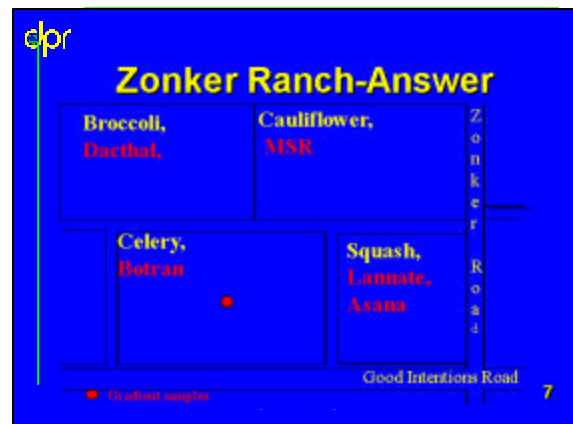 dpr
Zonker Ranch-Answer
Broccoli,
Dacthal,
Cauliflower,
MSR
Zonker Road
Celery,
Botran
Squash,
Lannate,
Asana
Good Intentions Road
Gradient samples
7